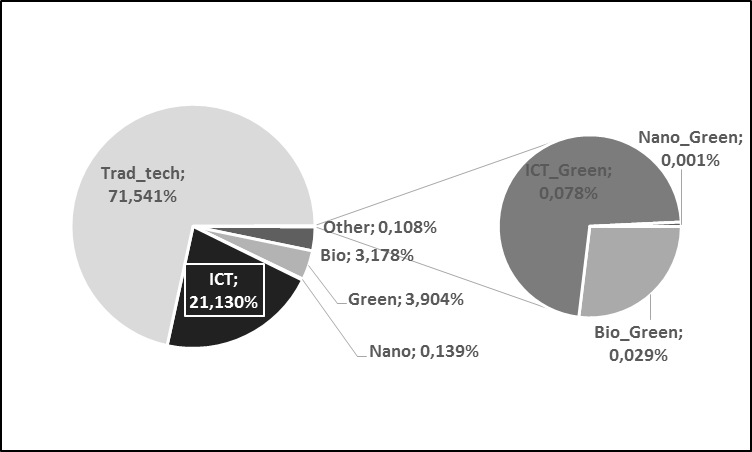 Trad_tech;
71,541%
ICT;
21,130%
Other; 0,108%
Bio; 3,178%
Green; 3,904%
Nano; 0,139%
ICT_Green;
0,078%
Nano_Green;
0,001%
Bio_Green;
0,029%